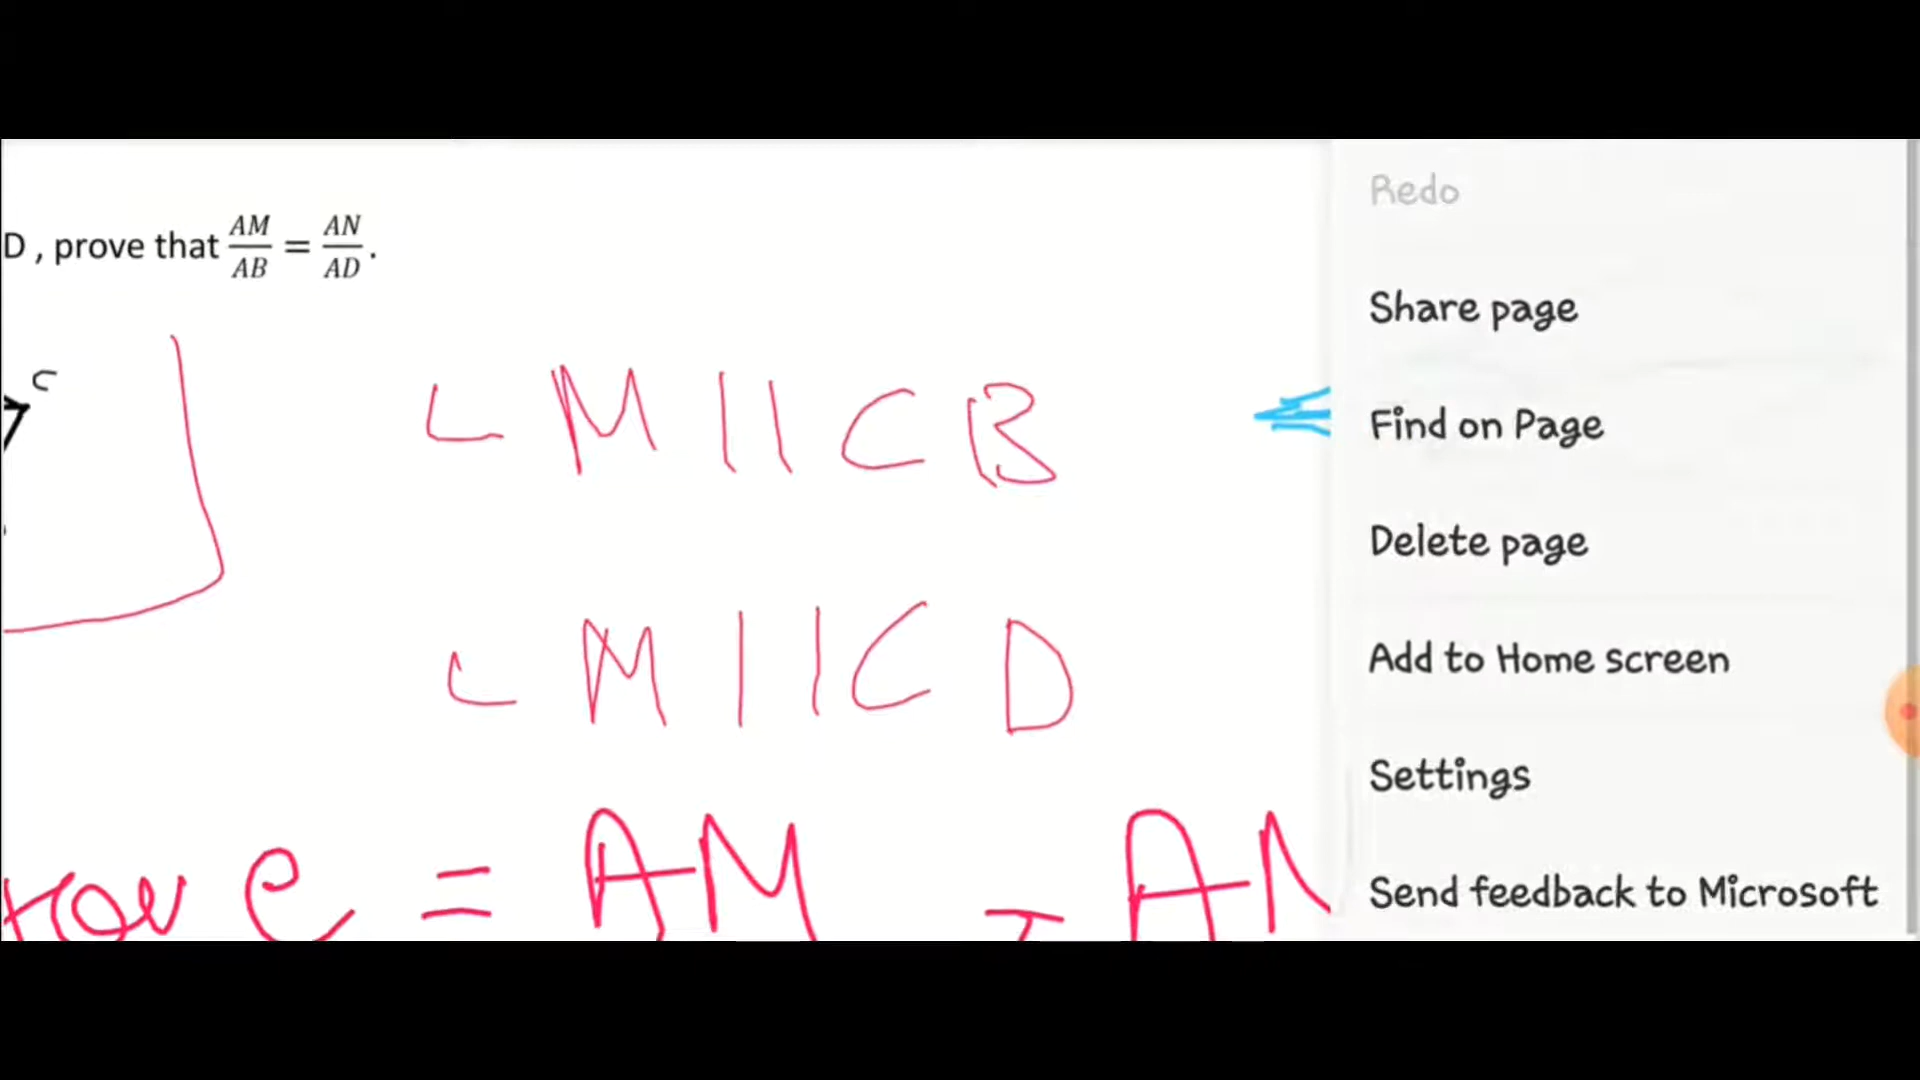 D , prove that AM/AB = AN/AD .
C
LM||CB
LM||CD
rove = AM = AN
Redo
Share page
Find on Page
Delete page
Add to Home screen
Settings
Send feedback to Microsoft